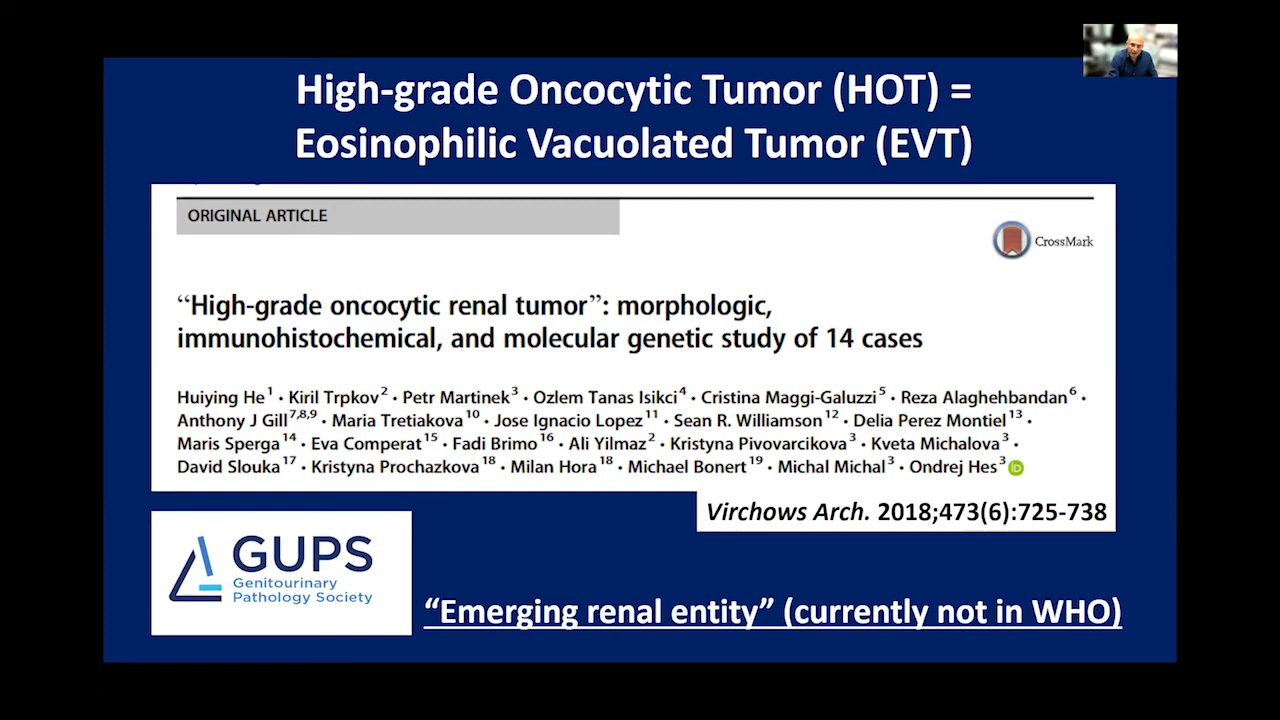 High-grade Oncocytic Tumor (HOT) =
Eosinophilic Vacuolated Tumor (EVT)
ORIGINAL ARTICLE
CrossMark
“High-grade oncocytic renal tumor”: morphologic,
immunohistochemical, and molecular genetic study of 14 cases
Huiying He1 · Kiril Trpkov2 · Petr Martinek3 · Ozlem Tanas Isikci4 · Cristina Maggi-Galuzzi5 · Reza Alaghehbandan6 ·
Anthony J Gill7,8,9 · Maria Tretiakova10 · Jose Ignacio Lopez11 · Sean R. Williamson12 · Delia Perez Montiel13 ·
Maris Sperga14 · Eva Comperat15 · Fadi Brimo16 · Ali Yilmaz2 · Kristyna Pivovarcikova3 · Kveta Michalova3 ·
David Slouka17 · Kristyna Prochazkova18 · Milan Hora18 · Michael Bonert19 · Michal Michal3 · Ondrej Hes3 iD
Virchows Arch. 2018;473(6):725-738
GUPS
Genitourinary
Pathology Society
“Emerging renal entity” (currently not in WHO)